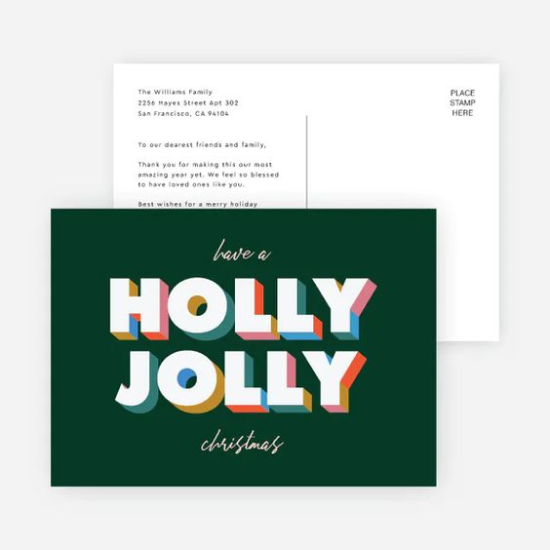 The Williams Family
2256 Hayes Street Apt 302
San Francisco, CA 94104
PLACE
STAMP
HERE
To our dearest friends and family,
Thank you for making this our most
amazing year yet. We feel so blessed
to have loved ones like you.
Best wishes for a merry holiday
have a
HOLLY
JOLLY
christmas